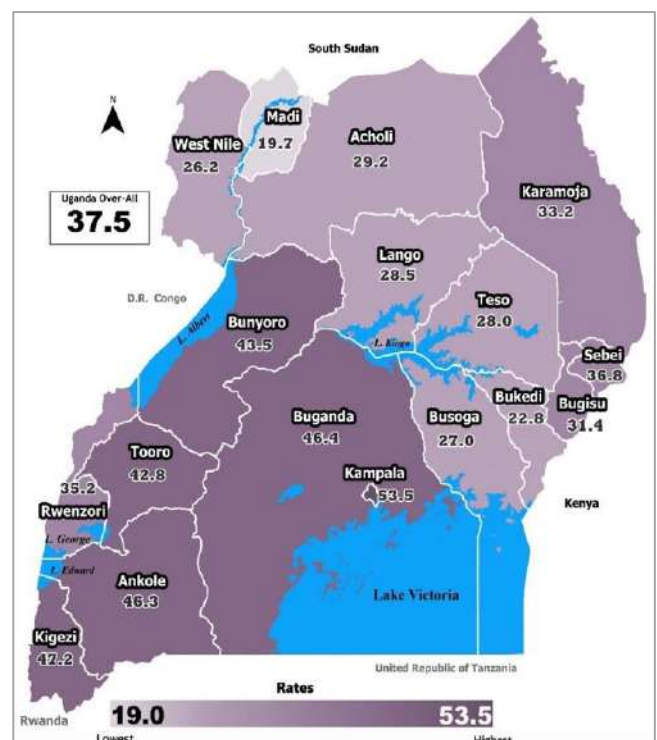 South Sudan
N
Madi
19.7
West Nile
26.2
Acholi
29.2
Karamoja
33.2
Uganda Over-All
37.5
Lango
28.5
D.R. Congo
L. Albert
Bunyoro
43.5
Teso
28.0
L. Kioga
Sebei
36.8
Bukedi
22.8
Bugisu
31.4
Buganda
46.4
Busoga
27.0
Tooro
42.8
Kampala
53.5
35.2
Rwenzori
Kenya
L. George
L. Edward
Ankole
46.3
Lake Victoria
Kigezi
47.2
United Republic of Tanzania
Rates
19.0
53.5
Rwanda
Lowest
Highest